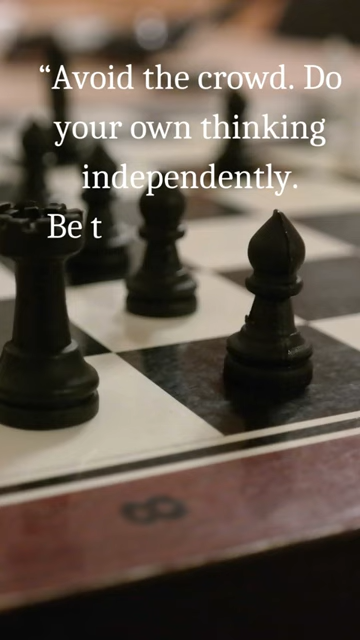 “Avoid the crowd. Do
your own thinking
independently.
Be t
8